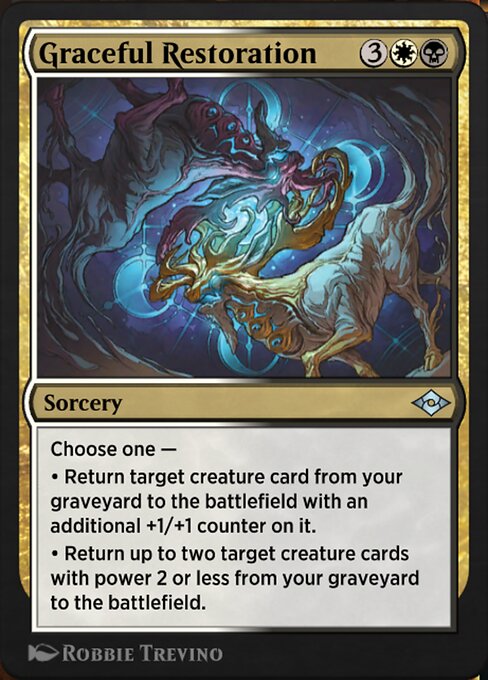 Graceful Restoration 3
Sorcery
Choose one —
• Return target creature card from your
graveyard to the battlefield with an
additional +1/+1 counter on it.
• Return up to two target creature cards
with power 2 or less from your graveyard
to the battlefield.
Robbie Trevino